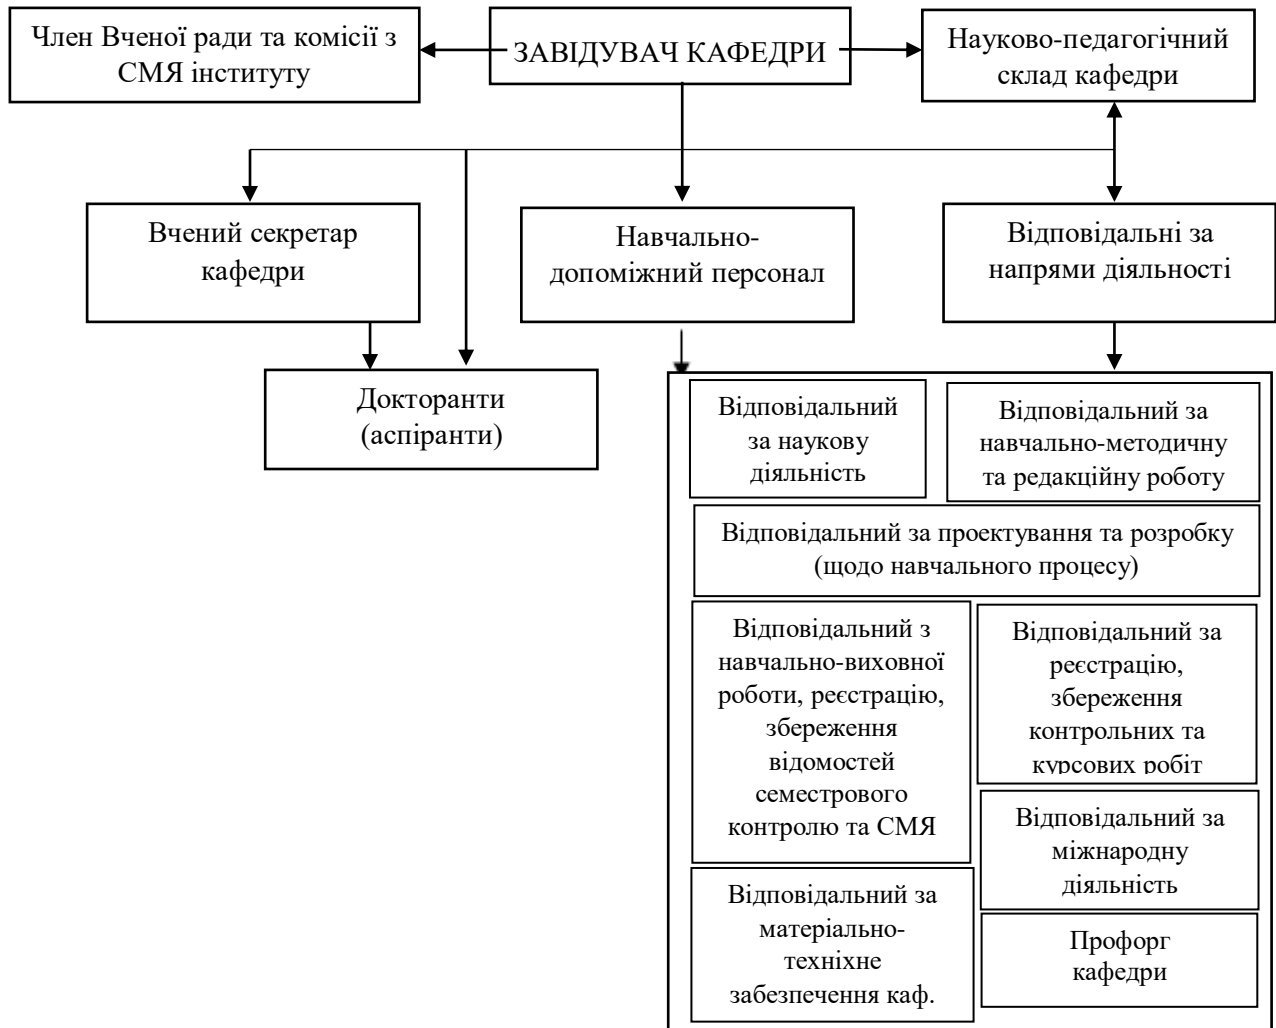 Член Вченої ради та комісії з
СМЯ інституту
ЗАВІДУВАЧ КАФЕДРИ
Науково-педагогічний
склад кафедри
Вчений секретар
кафедри
Навчально-
допоміжний персонал
Відповідальні за
напрями діяльності
Докторанти
(аспіранти)
Відповідальний
за наукову
діяльність
Відповідальний за
навчально-методичну
та редакційну роботу
Відповідальний за проектування та розробку
(щодо навчального процесу)
Відповідальний з
навчально-виховної
роботи, реєстрацію,
збереження
відомостей
семестрового
контролю та СМЯ
Відповідальний за
реєстрацію,
збереження
контрольних та
курсових робіт
Відповідальний за
міжнародну
діяльність
Відповідальний за
матеріально-
техніхне
забезпечення каф.
Профорг
кафедри